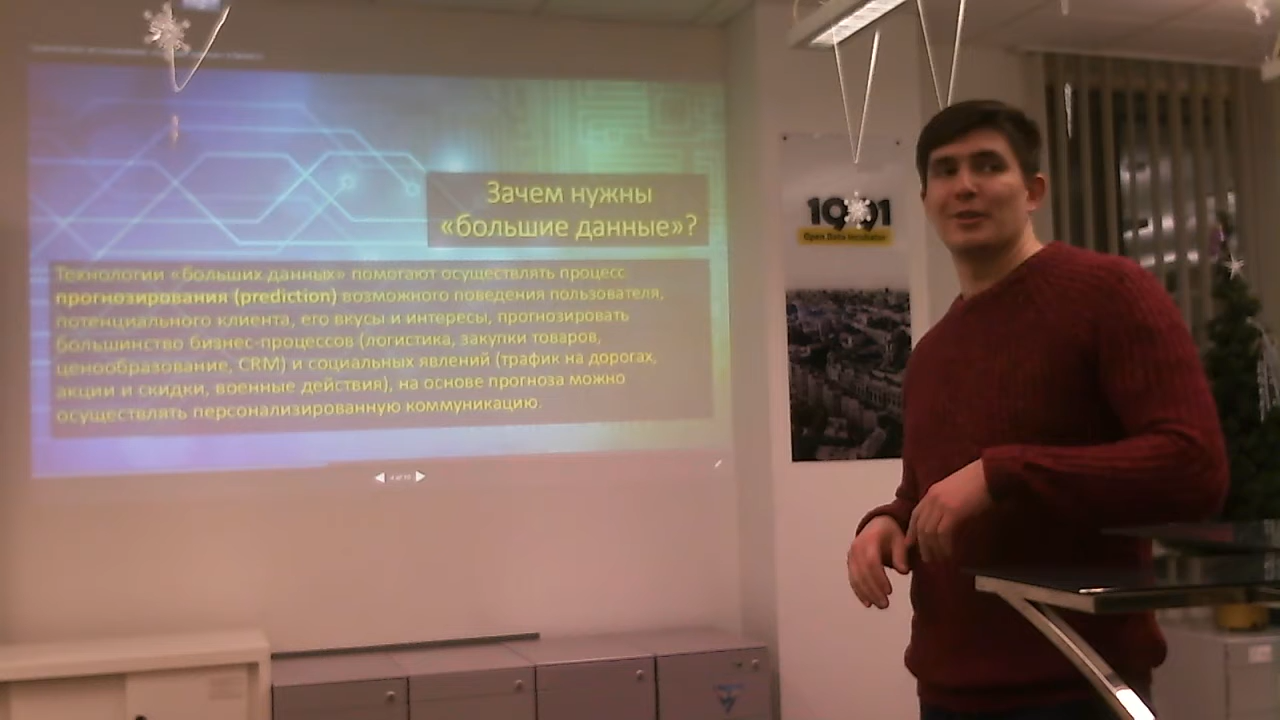 Зачем нужны
«большие данные»?
Технологии «больших данных» помогают осуществлять процесс
прогнозирования (prediction) возможного поведения пользователя,
потенциального клиента, его вкусы и интересы, прогнозировать
большинство бизнес-процессов (логистика, закупки товаров,
ценообразование, CRM) и социальных явлений (трафик на дорогах,
акции и скидки, военные действия), на основе прогноза можно
осуществлять персонализированную коммуникацию.
1991
Open Data Incubator